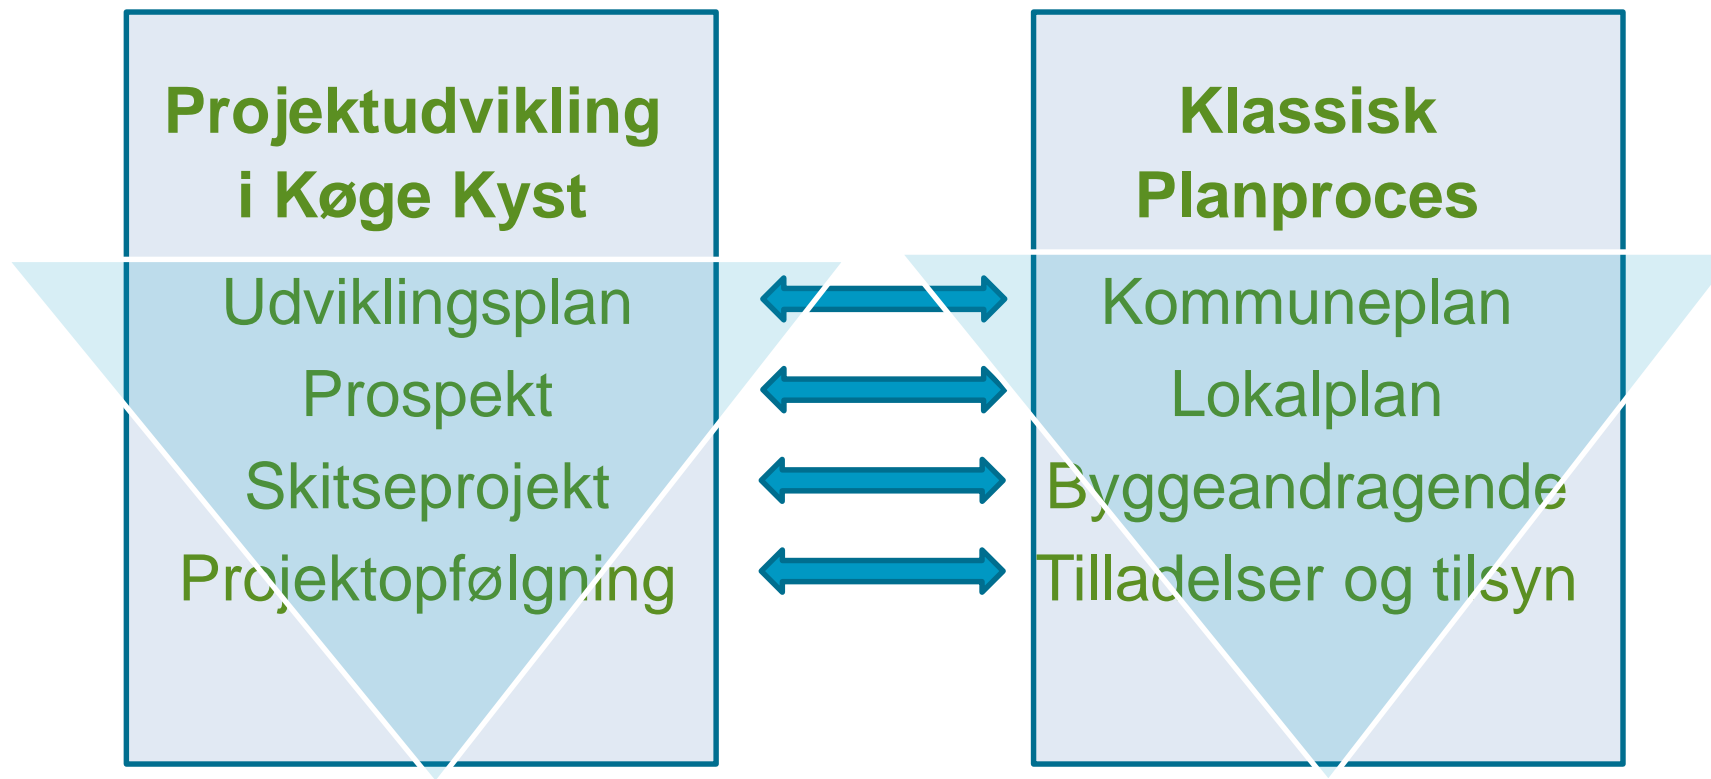 Projektudvikling
i Køge Kyst
Udviklingsplan
Prospekt
Skitseprojekt
Projektopfølgning
Klassisk
Planproces
Kommuneplan
Lokalplan
Byggeandragende
Tilladelser og tilsyn